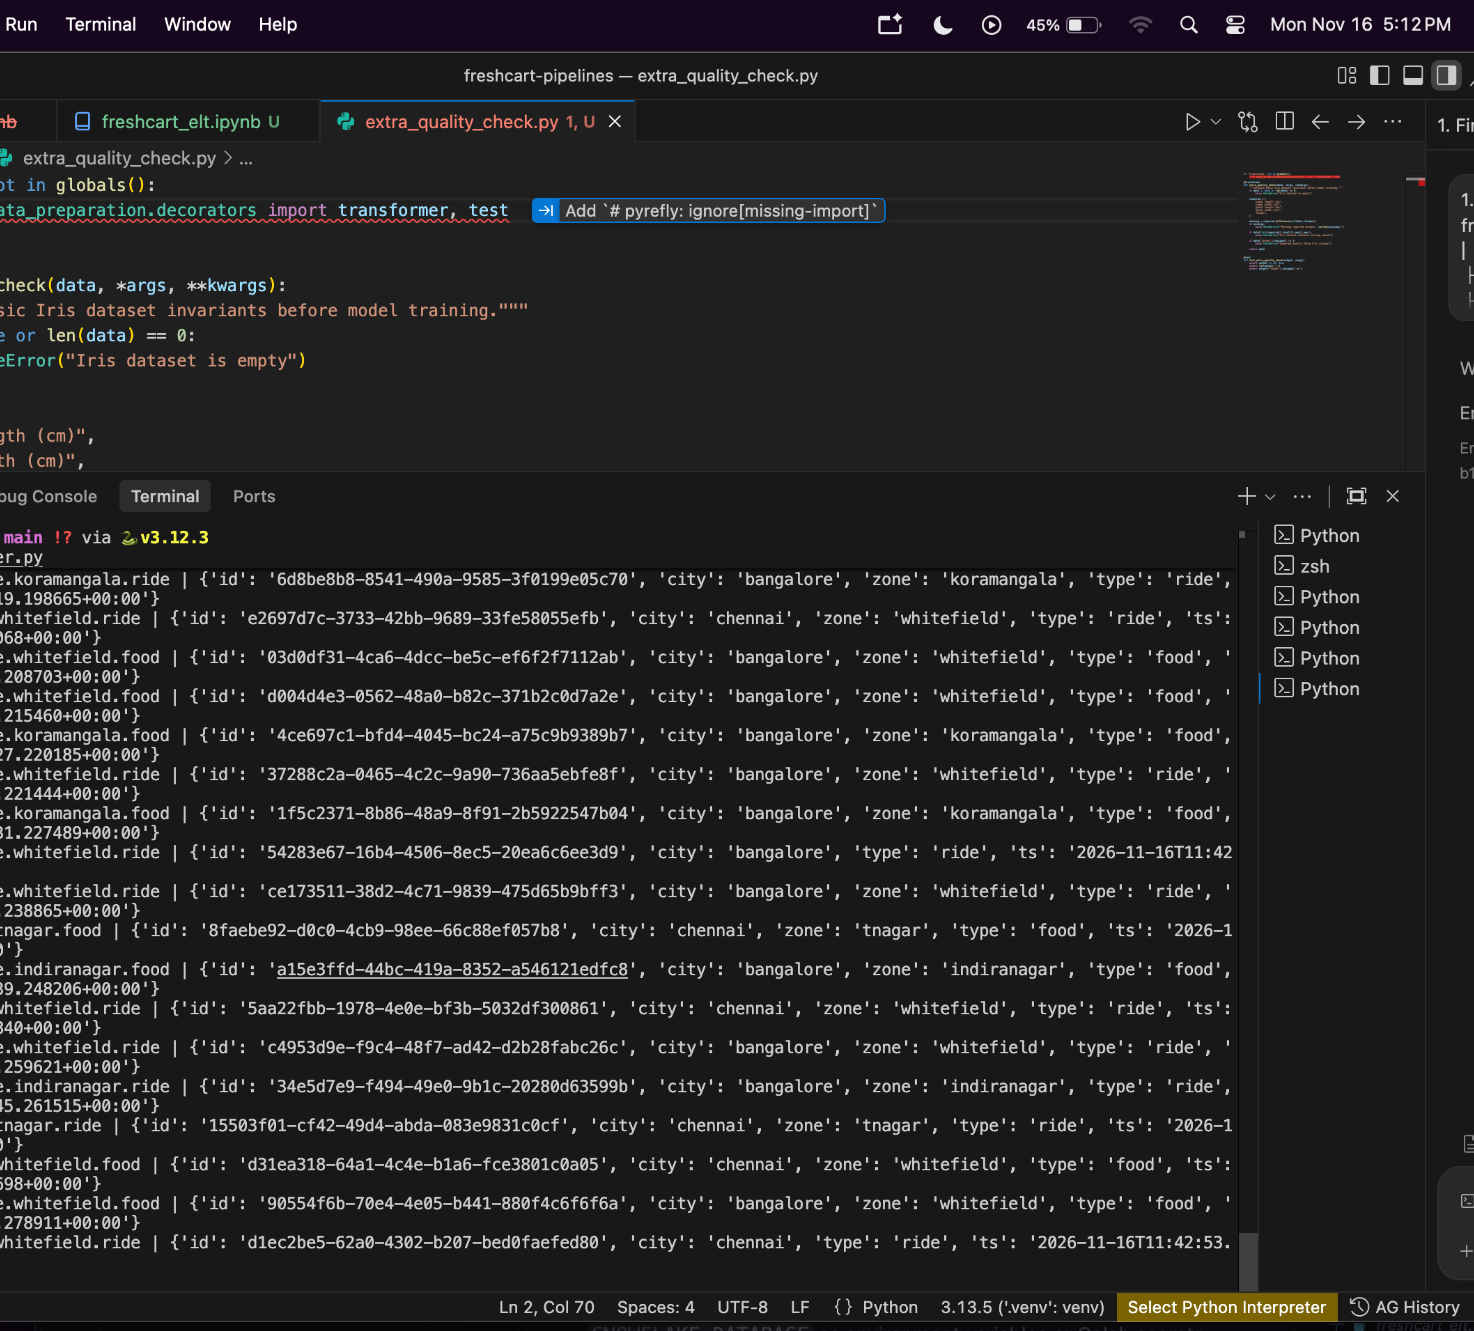 Run Terminal Window Help 45% Mon Nov 16 5:12 PM
freshcart-pipelines — extra_quality_check.py
nb freshcart_elt.ipynb U extra_quality_check.py 1, U
1. Fir
extra_quality_check.py > ...
pt in globals():
ata_preparation.decorators import transformer, test Add `# pyrefly: ignore[missing-import]`
check(data, *args, **kwargs):
sic Iris dataset invariants before model training."""
e or len(data) == 0:
eError("Iris dataset is empty")
gth (cm)",
th (cm)",
bug Console Terminal Ports
main !? via v3.12.3
er.py
e.koramangala.ride | {'id': '6d8be8b8-8541-490a-9585-3f0199e05c70', 'city': 'bangalore', 'zone': 'koramangala', 'type': 'ride',
19.198665+00:00'}
whitefield.ride | {'id': 'e2697d7c-3733-42bb-9689-33fe58055efb', 'city': 'chennai', 'zone': 'whitefield', 'type': 'ride', 'ts':
068+00:00'}
e.whitefield.food | {'id': '03d0df31-4ca6-4dcc-be5c-ef6f2f7112ab', 'city': 'bangalore', 'zone': 'whitefield', 'type': 'food', '
.208703+00:00'}
e.whitefield.food | {'id': 'd004d4e3-0562-48a0-b82c-371b2c0d7a2e', 'city': 'bangalore', 'zone': 'whitefield', 'type': 'food', '
.215460+00:00'}
e.koramangala.food | {'id': '4ce697c1-bfd4-4045-bc24-a75c9b9389b7', 'city': 'bangalore', 'zone': 'koramangala', 'type': 'food',
27.220185+00:00'}
e.whitefield.ride | {'id': '37288c2a-0465-4c2c-9a90-736aa5ebfe8f', 'city': 'bangalore', 'zone': 'whitefield', 'type': 'ride', '
.221444+00:00'}
e.koramangala.food | {'id': '1f5c2371-8b86-48a9-8f91-2b5922547b04', 'city': 'bangalore', 'zone': 'koramangala', 'type': 'food',
31.227489+00:00'}
e.whitefield.ride | {'id': '54283e67-16b4-4506-8ec5-20ea6c6ee3d9', 'city': 'bangalore', 'type': 'ride', 'ts': '2026-11-16T11:42
e.whitefield.ride | {'id': 'ce173511-38d2-4c71-9839-475d65b9bff3', 'city': 'bangalore', 'zone': 'whitefield', 'type': 'ride', '
.238865+00:00'}
tnagar.food | {'id': '8faebe92-d0c0-4cb9-98ee-66c88ef057b8', 'city': 'chennai', 'zone': 'tnagar', 'type': 'food', 'ts': '2026-1
0'}
e.indiranagar.food | {'id': 'a15e3ffd-44bc-419a-8352-a546121edfc8', 'city': 'bangalore', 'zone': 'indiranagar', 'type': 'food',
39.248206+00:00'}
whitefield.ride | {'id': '5aa22fbb-1978-4e0e-bf3b-5032df300861', 'city': 'chennai', 'zone': 'whitefield', 'type': 'ride', 'ts':
340+00:00'}
e.whitefield.ride | {'id': 'c4953d9e-f9c4-48f7-ad42-d2b28fabc26c', 'city': 'bangalore', 'zone': 'whitefield', 'type': 'ride', '
.259621+00:00'}
e.indiranagar.ride | {'id': '34e5d7e9-f494-49e0-9b1c-20280d63599b', 'city': 'bangalore', 'zone': 'indiranagar', 'type': 'ride',
45.261515+00:00'}
tnagar.ride | {'id': '15503f01-cf42-49d4-abda-083e9831c0cf', 'city': 'chennai', 'zone': 'tnagar', 'type': 'ride', 'ts': '2026-1
0'}
whitefield.food | {'id': 'd31ea318-64a1-4c4e-b1a6-fce3801c0a05', 'city': 'chennai', 'zone': 'whitefield', 'type': 'food', 'ts':
598+00:00'}
e.whitefield.food | {'id': '90554f6b-70e4-4e05-b441-880f4c6f6f6a', 'city': 'bangalore', 'zone': 'whitefield', 'type': 'food', '
.278911+00:00'}
whitefield.ride | {'id': 'd1ec2be5-62a0-4302-b207-bed0faefed80', 'city': 'chennai', 'type': 'ride', 'ts': '2026-11-16T11:42:53.
Python
zsh
Python
Python
Python
Python
Ln 2, Col 70 Spaces: 4 UTF-8 LF {} Python 3.13.5 ('.venv': venv) Select Python Interpreter AG History